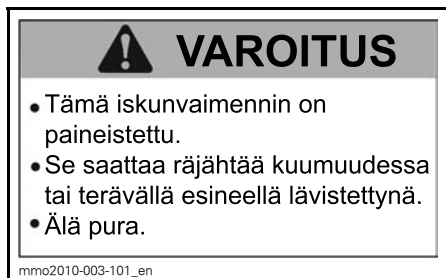 VAROITUS
• Tämä iskunvaimennin on
paineistettu.
• Se saattaa räjähtää kuumuudessa
tai terävällä esineellä lävistettynä.
• Älä pura.
mmo2010-003-101_en